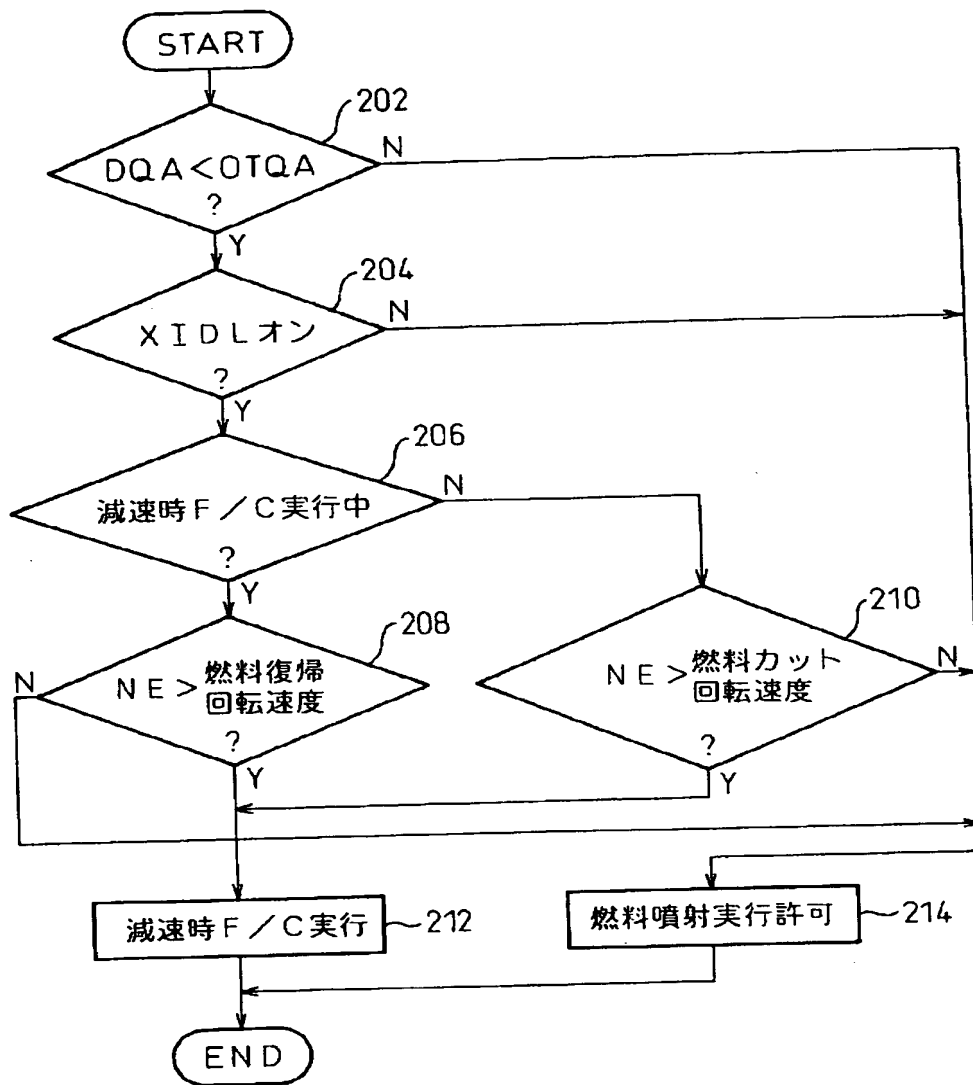 START
202
DQA<OTQA
?
N
Y
204
XIDLオン
?
N
Y
206
減速時F/C実行中
?
N
Y
208
NE>燃料復帰
回転速度
?
N
Y
210
NE>燃料カット
回転速度
?
N
Y
減速時F/C実行
212
燃料噴射実行許可
214
END